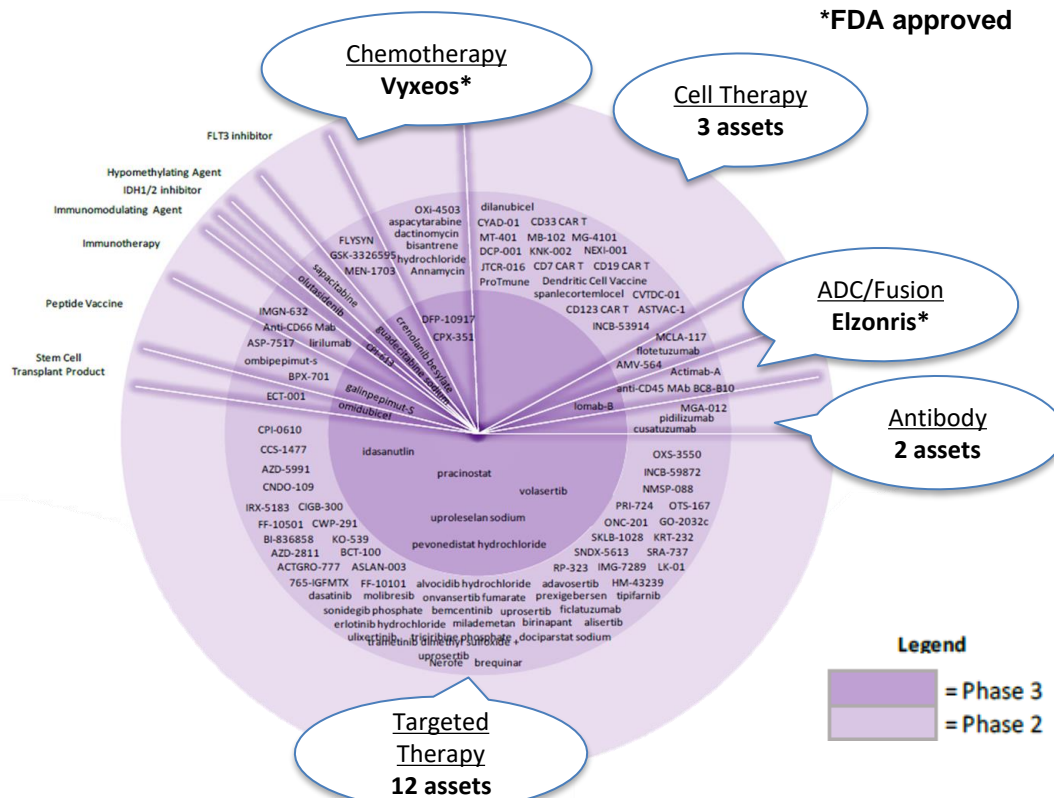 *FDA approved
Chemotherapy
Vyxeos*
Cell Therapy
3 assets
ADC/Fusion
Elzonris*
Antibody
2 assets
Targeted
Therapy
12 assets
FLT3 inhibitor
Hypomethylating Agent
IDH1/2 inhibitor
Immunomodulating Agent
Immunotherapy
Peptide Vaccine
Stem Cell
Transplant Product
OXi-4503
aspacytarabine
dactinomycin
bisantrene
hydrochloride
Annamycin
DFP-10917
CPX-351
dilanubicel
CYAD-01 CD33 CAR T
MT-401 MB-102 MG-4101
DCP-001 KNK-002 NEXI-001
JTCR-016 CD7 CAR T CD19 CAR T
ProTmune Dendritic Cell Vaccine
spanlecortemlocel CVTDC-01
CD123 CAR T ASTVAC-1
INCB-53914
MCLA-117
flotetuzumab
AMV-564
Actimab-A
anti-CD45 MAb BC8-B10
Iomab-B
MGA-012
pidilizumab
cusatuzumab
FLYSYN
GSK-3326595
MEN-1703
crenolanib besylate
sapacitabine
guadecitabine sodium
olutasidenib
CPI-613
IMGN-632
Anti-CD66 Mab
ASP-7517 lirilumab
ombipepimut-s
BPX-701
galinpepimut-S
ECT-001
omidubicel
CPI-0610
CCS-1477
AZD-5991
CNDO-109
IRX-5183 CIGB-300
FF-10501 CWP-291
BI-836858 KO-539
AZD-2811 BCT-100
ACTGRO-777 ASLAN-003
idasanutlin
pracinostat
volasertib
uproleselan sodium
pevonedistat hydrochloride
OXS-3550
INCB-59872
NMSP-088
PRI-724 OTS-167
ONC-201 GO-2032c
SKLB-1028 KRT-232
SNDX-5613 SRA-737
RP-323 IMG-7289 LK-01
765-IGFMTX FF-10101 alvocidib hydrochloride adavosertib HM-43239
dasatinib molibresib onvansertib fumarate prexigebersen tipifarnib
sonidegib phosphate bemcentinib uprosertib ficlatuzumab
erlotinib hydrochloride milademetan birinapant alisertib
ulixertinib triciribine phosphate dociparstat sodium
trametinib dimethyl sulfoxide +
uprosertib
Nerofe brequinar
Legend
= Phase 3
= Phase 2